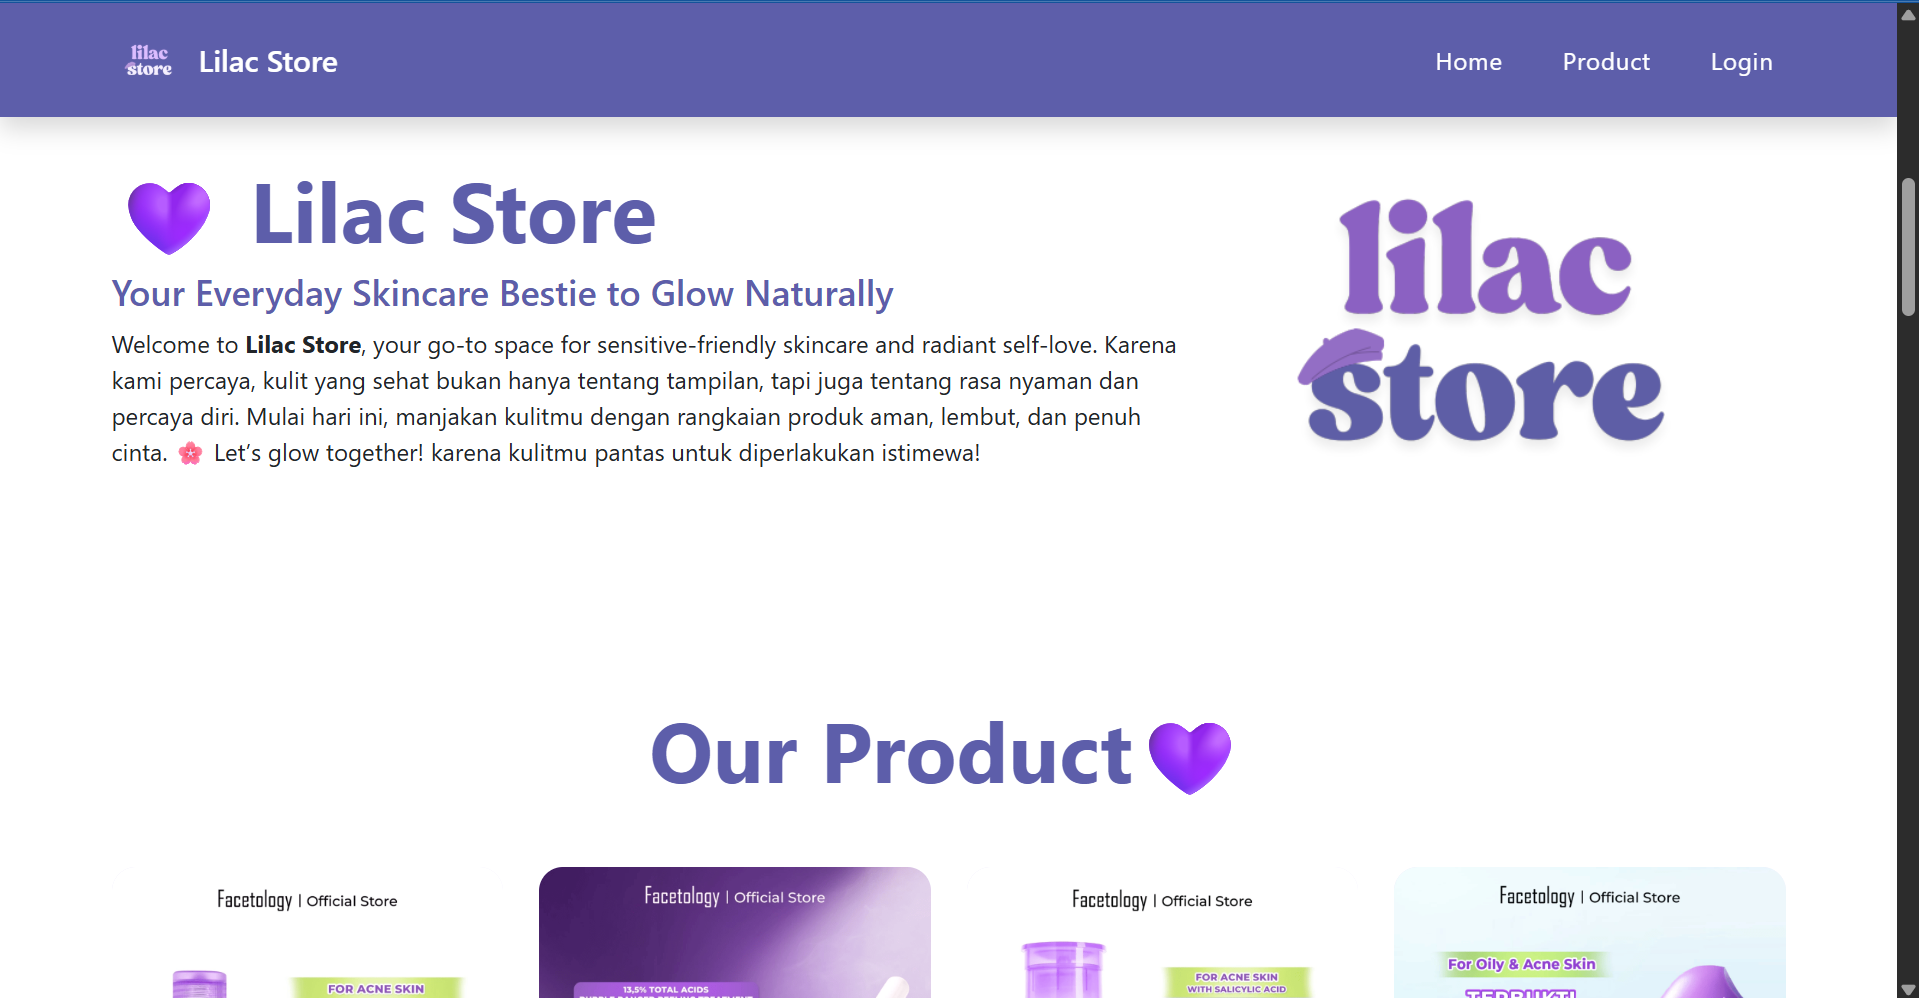 lilac
store
Lilac Store
Home
Product
Login
Lilac Store
Your Everyday Skincare Bestie to Glow Naturally
Welcome to Lilac Store, your go-to space for sensitive-friendly skincare and radiant self-love. Karena
kami percaya, kulit yang sehat bukan hanya tentang tampilan, tapi juga tentang rasa nyaman dan
percaya diri. Mulai hari ini, manjakan kulitmu dengan rangkaian produk aman, lembut, dan penuh
cinta. 🌸 Let’s glow together! karena kulitmu pantas untuk diperlakukan istimewa!
lilac
store
Our Product
Facetology | Official Store
FOR ACNE SKIN
Facetology | Official Store
13,5% TOTAL ACIDS
Facetology | Official Store
FOR ACNE SKIN
WITH SALICYLIC ACID
Facetology | Official Store
For Oily & Acne Skin
TERBUKTI